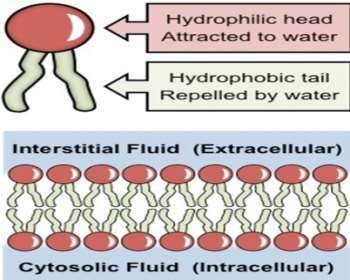 Hydrophilic head
Attracted to water
Hydrophobic tail
Repelled by water
Interstitial Fluid (Extracellular)
Cytosolic Fluid (Intracellular)